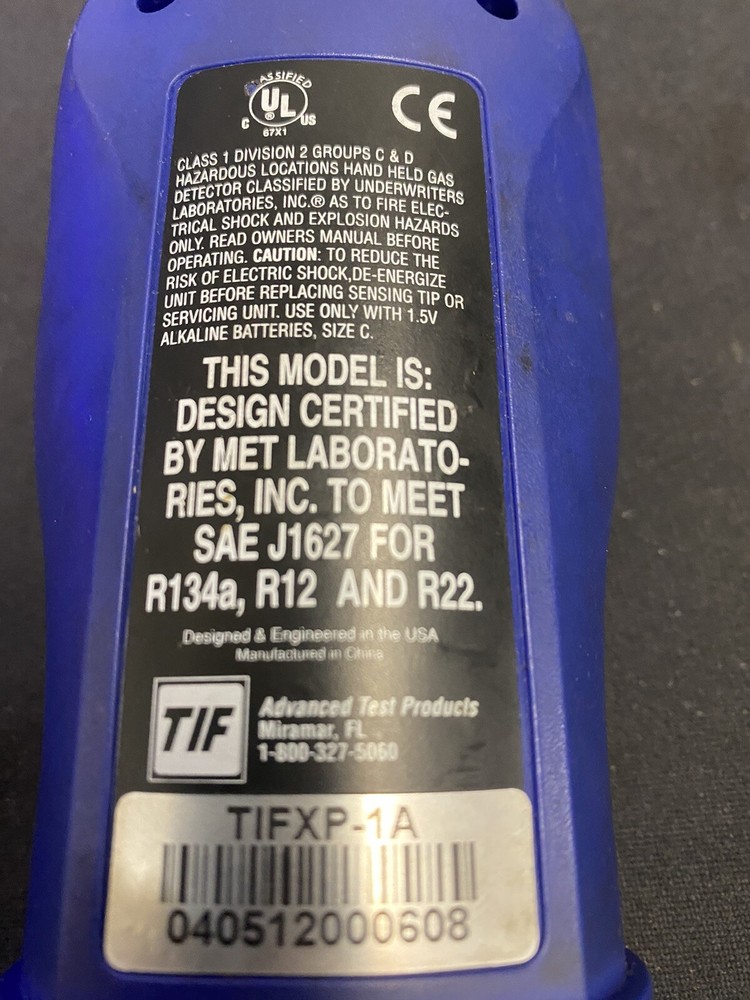 CLASSIFIED
C UL ® US
67X1
CE
CLASS 1 DIVISION 2 GROUPS C & D
HAZARDOUS LOCATIONS HAND HELD GAS
DETECTOR CLASSIFIED BY UNDERWRITERS
LABORATORIES, INC.® AS TO FIRE ELEC-
TRICAL SHOCK AND EXPLOSION HAZARDS
ONLY. READ OWNERS MANUAL BEFORE
OPERATING. CAUTION: TO REDUCE THE
RISK OF ELECTRIC SHOCK,DE-ENERGIZE
UNIT BEFORE REPLACING SENSING TIP OR
SERVICING UNIT. USE ONLY WITH 1.5V
ALKALINE BATTERIES, SIZE C.
THIS MODEL IS:
DESIGN CERTIFIED
BY MET LABORATO-
RIES, INC. TO MEET
SAE J1627 FOR
R134a, R12 AND R22.
Designed & Engineered in the USA
Manufactured in China
TIF
Advanced Test Products
Miramar, FL
1-800-327-5060
TIFXP-1A
040512000608